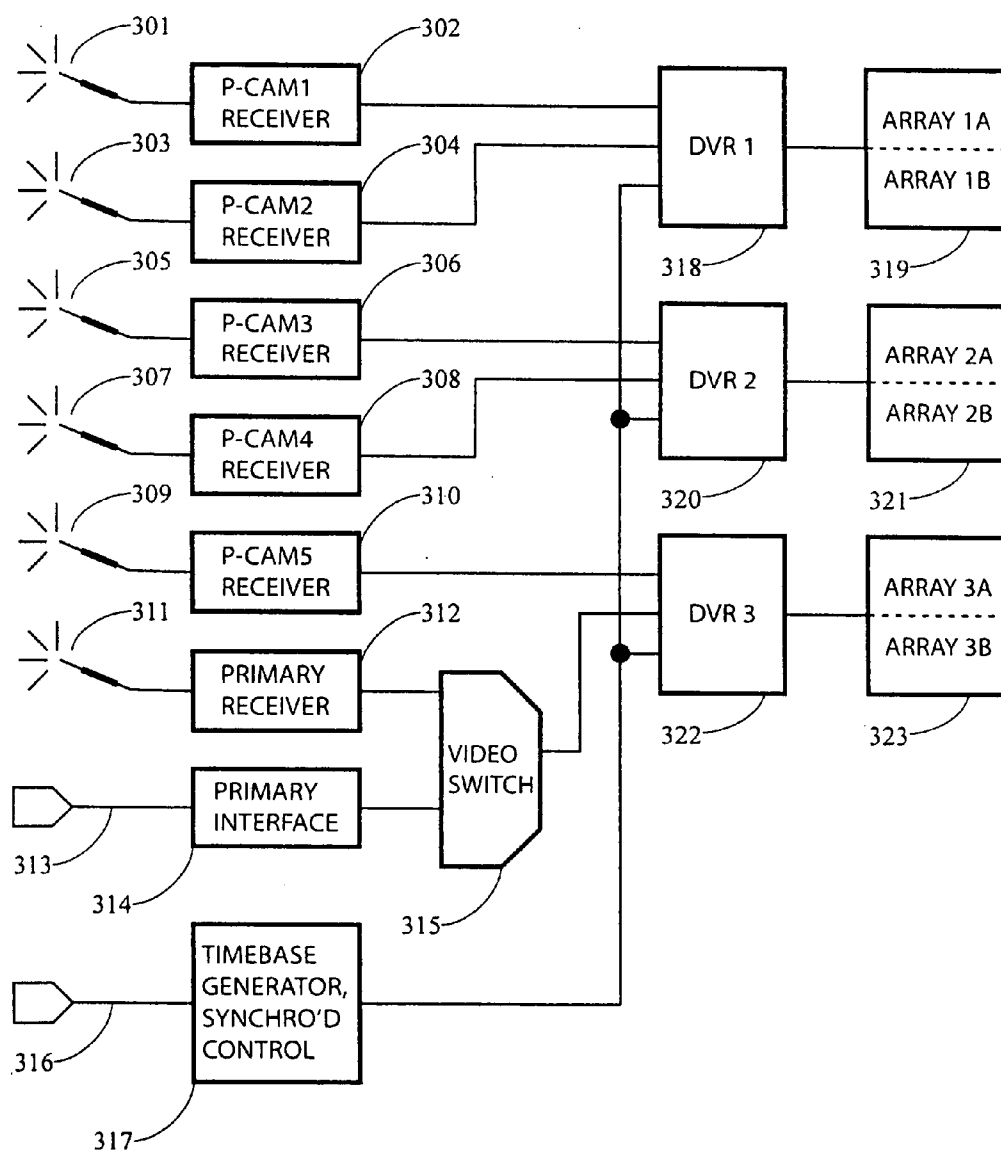 301
302
P-CAM1
RECEIVER
303
304
P-CAM2
RECEIVER
305
306
P-CAM3
RECEIVER
307
308
P-CAM4
RECEIVER
309
310
P-CAM5
RECEIVER
311
312
PRIMARY
RECEIVER
313
PRIMARY
INTERFACE
314
VIDEO
SWITCH
315
316
TIMEBASE
GENERATOR,
SYNCHRO'D
CONTROL
317
DVR 1
318
ARRAY 1A
ARRAY 1B
319
DVR 2
320
ARRAY 2A
ARRAY 2B
321
DVR 3
322
ARRAY 3A
ARRAY 3B
323